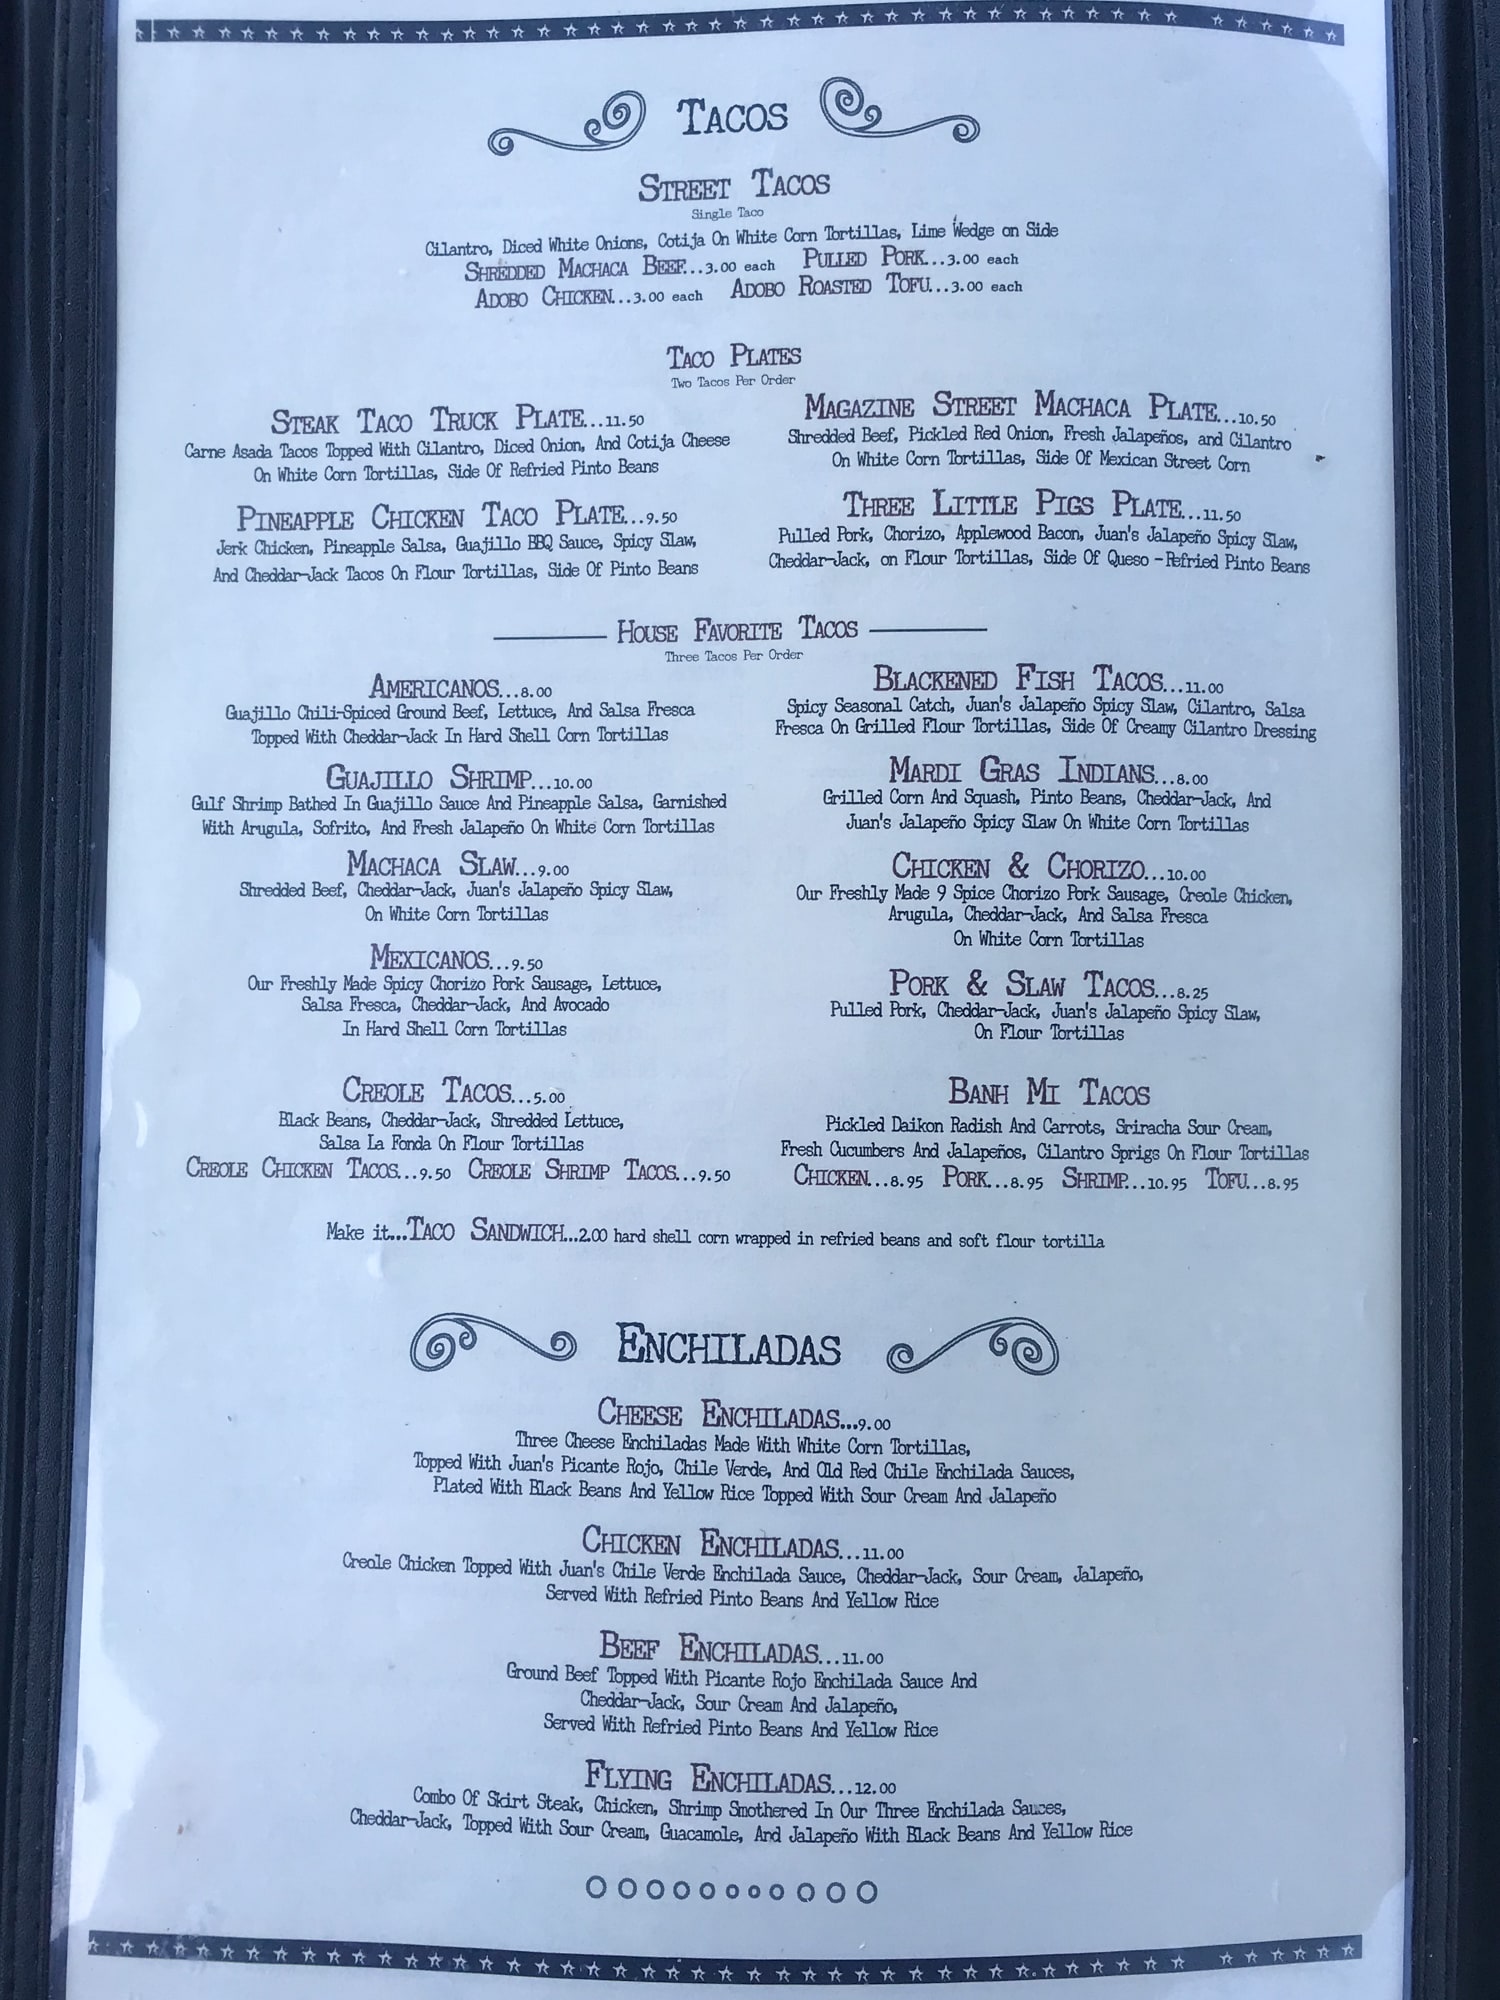 Tacos
Street Tacos
Single Taco
Cilantro, Diced White Onions, Cotija On White Corn Tortillas, Lime Wedge on Side
Shredded Machaca Beef...3.00 each Pulled Pork...3.00 each
Adobo Chicken...3.00 each Adobo Roasted Tofu...3.00 each
Taco Plates
Two Tacos Per Order
Steak Taco Truck Plate...11.50
Carne Asada Tacos Topped With Cilantro, Diced Onion, And Cotija Cheese
On White Corn Tortillas, Side Of Refried Pinto Beans
Pineapple Chicken Taco Plate...9.50
Jerk Chicken, Pineapple Salsa, Guajillo BBQ Sauce, Spicy Slaw,
And Cheddar-Jack Tacos On Flour Tortillas, Side Of Pinto Beans
Magazine Street Machaca Plate...10.50
Shredded Beef, Pickled Red Onion, Fresh Jalapeños, and Cilantro
On White Corn Tortillas, Side Of Mexican Street Corn
Three Little Pigs Plate...11.50
Pulled Pork, Chorizo, Applewood Bacon, Juan's Jalapeño Spicy Slaw,
Cheddar-Jack, on Flour Tortillas, Side Of Queso -Refried Pinto Beans
House Favorite Tacos
Three Tacos Per Order
Americanos...8.00
Guajillo Chili-Spiced Ground Beef, Lettuce, And Salsa Fresca
Topped With Cheddar-Jack In Hard Shell Corn Tortillas
Guajillo Shrimp...10.00
Gulf Shrimp Bathed In Guajillo Sauce And Pineapple Salsa, Garnished
With Arugula, Sofrito, And Fresh Jalapeño On White Corn Tortillas
Machaca Slaw...9.00
Shredded Beef, Cheddar-Jack, Juan's Jalapeño Spicy Slaw,
On White Corn Tortillas
Mexicanos...9.50
Our Freshly Made Spicy Chorizo Pork Sausage, Lettuce,
Salsa Fresca, Cheddar-Jack, And Avocado
In Hard Shell Corn Tortillas
Creole Tacos...5.00
Black Beans, Cheddar-Jack, Shredded Lettuce,
Salsa La Fonda On Flour Tortillas
Creole Chicken Tacos...9.50 Creole Shrimp Tacos...9.50
Blackened Fish Tacos...11.00
Spicy Seasonal Catch, Juan's Jalapeño Spicy Slaw, Cilantro, Salsa
Fresca On Grilled Flour Tortillas, Side Of Creamy Cilantro Dressing
Mardi Gras Indians...8.00
Grilled Corn And Squash, Pinto Beans, Cheddar-Jack, And
Juan's Jalapeño Spicy Slaw On White Corn Tortillas
Chicken & Chorizo...10.00
Our Freshly Made 9 Spice Chorizo Pork Sausage, Creole Chicken,
Arugula, Cheddar-Jack, And Salsa Fresca
On White Corn Tortillas
Pork & Slaw Tacos...8.25
Pulled Pork, Cheddar-Jack, Juan's Jalapeño Spicy Slaw,
On Flour Tortillas
Banh Mi Tacos
Pickled Daikon Radish And Carrots, Sriracha Sour Cream,
Fresh Cucumbers And Jalapeños, Cilantro Sprigs On Flour Tortillas
Chicken...8.95 Pork...8.95 Shrimp...10.95 Tofu...8.95
Make it...Taco Sandwich...2.00 hard shell corn wrapped in refried beans and soft flour tortilla
Enchiladas
Cheese Enchiladas...9.00
Three Cheese Enchiladas Made With White Corn Tortillas,
Topped With Juan's Picante Rojo, Chile Verde, And Old Red Chile Enchilada Sauces,
Plated With Black Beans And Yellow Rice Topped With Sour Cream And Jalapeño
Chicken Enchiladas...11.00
Creole Chicken Topped With Juan's Chile Verde Enchilada Sauce, Cheddar-Jack, Sour Cream, Jalapeño,
Served With Refried Pinto Beans And Yellow Rice
Beef Enchiladas...11.00
Ground Beef Topped With Picante Rojo Enchilada Sauce And
Cheddar-Jack, Sour Cream And Jalapeño,
Served With Refried Pinto Beans And Yellow Rice
Flying Enchiladas...12.00
Combo Of Skirt Steak, Chicken, Shrimp Smothered In Our Three Enchilada Sauces,
Cheddar-Jack, Topped With Sour Cream, Guacamole, And Jalapeño With Black Beans And Yellow Rice